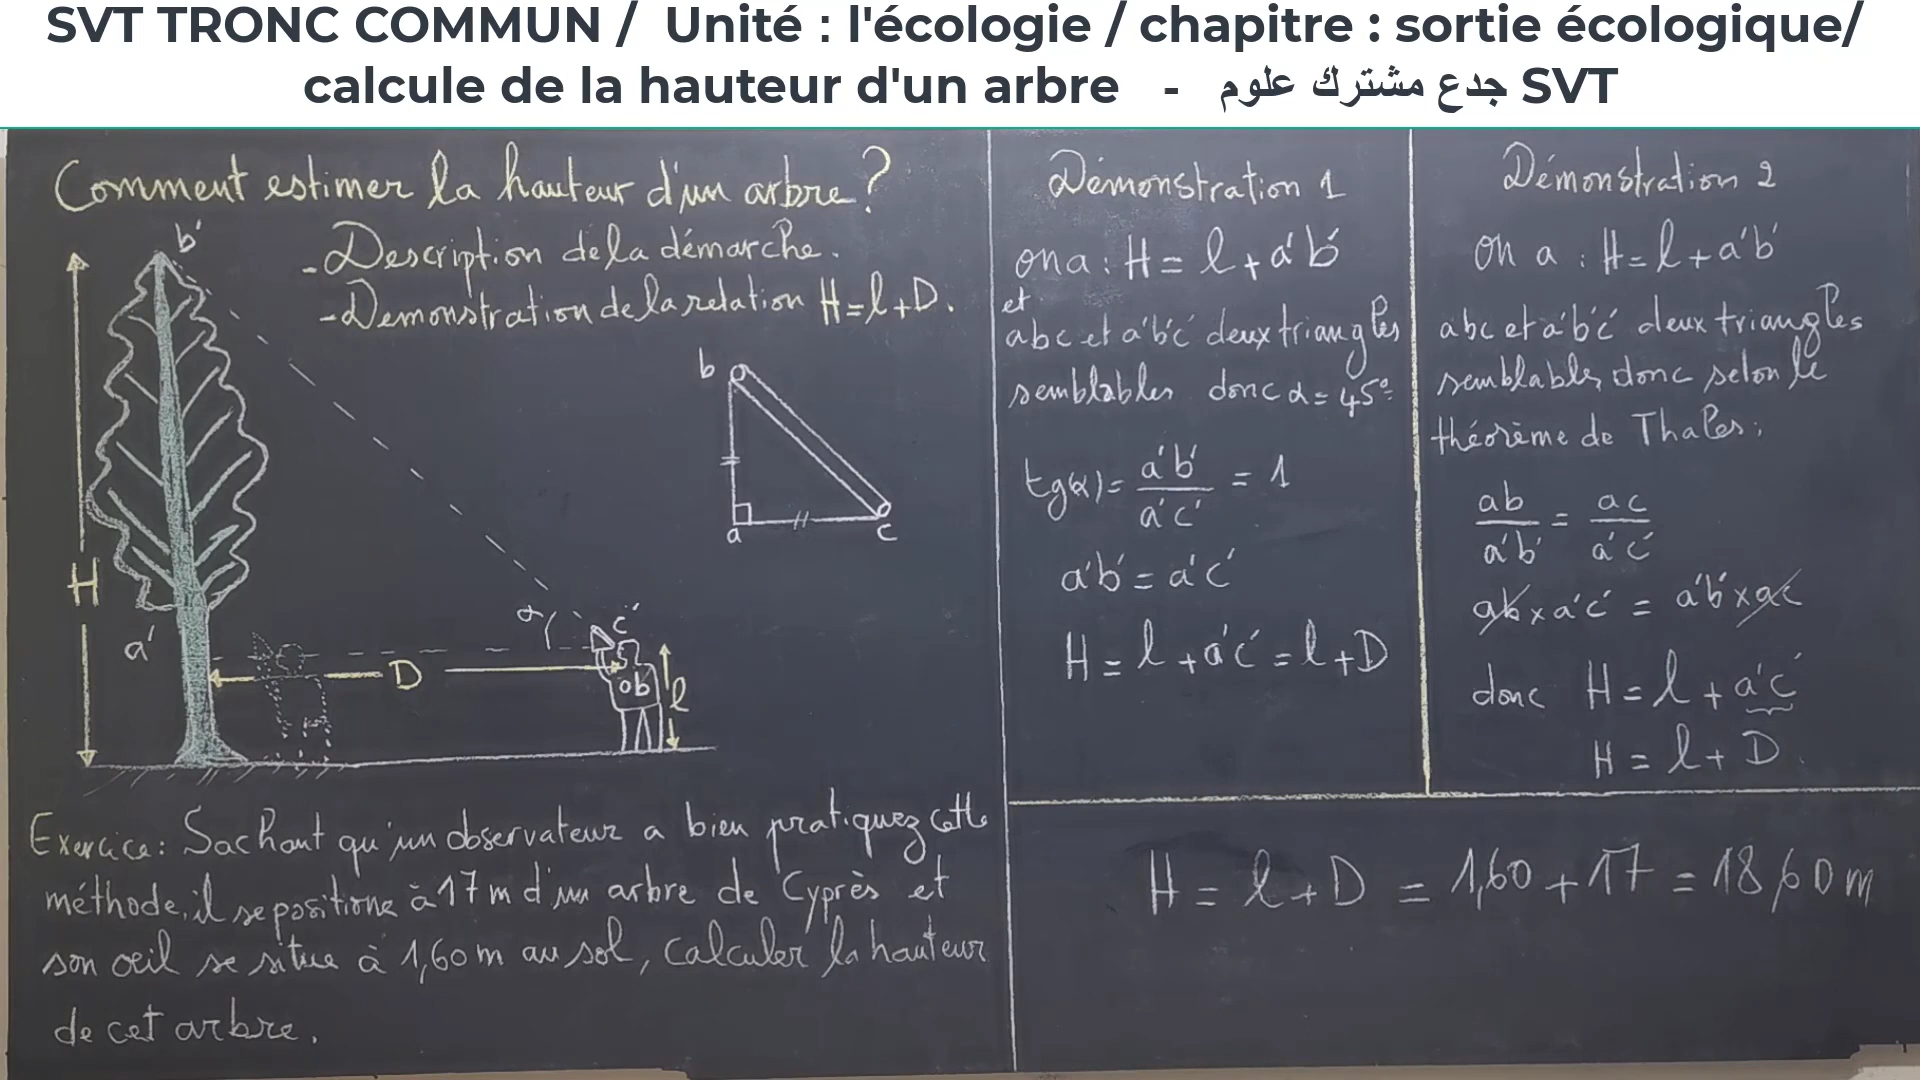 SVT TRONC COMMUN / Unité : l'écologie / chapitre : sortie écologique/
calcule de la hauteur d'un arbre - جدع مشترك علوم SVT
Comment estimer la hauteur d'un arbre ?
- Description de la démarche.
- Demonstration de la relation H = l + D.
b'
H
a'
D
α
c'
ob
l
b
a
c
Exercice : Sachant qu'un observateur a bien pratiquez cette
méthode, il se positione à 17 m d'un arbre de Cyprès et
son œil se situe à 1,60 m au sol, calculer la hauteur
de cet arbre.
Démonstration 1
on a : H = l + a'b'
et
abc et a'b'c' deux triangles
semblables donc α = 45°
tg(α) = a'b' / a'c' = 1
a'b' = a'c'
H = l + a'c' = l + D
Démonstration 2
on a : H = l + a'b'
abc et a'b'c' deux triangles
semblables, donc selon le
théorème de Thales :
ab / a'b' = ac / a'c'
ab x a'c' = a'b' x ac
donc H = l + a'c'
H = l + D
H = l + D = 1,60 + 17 = 18,60 m